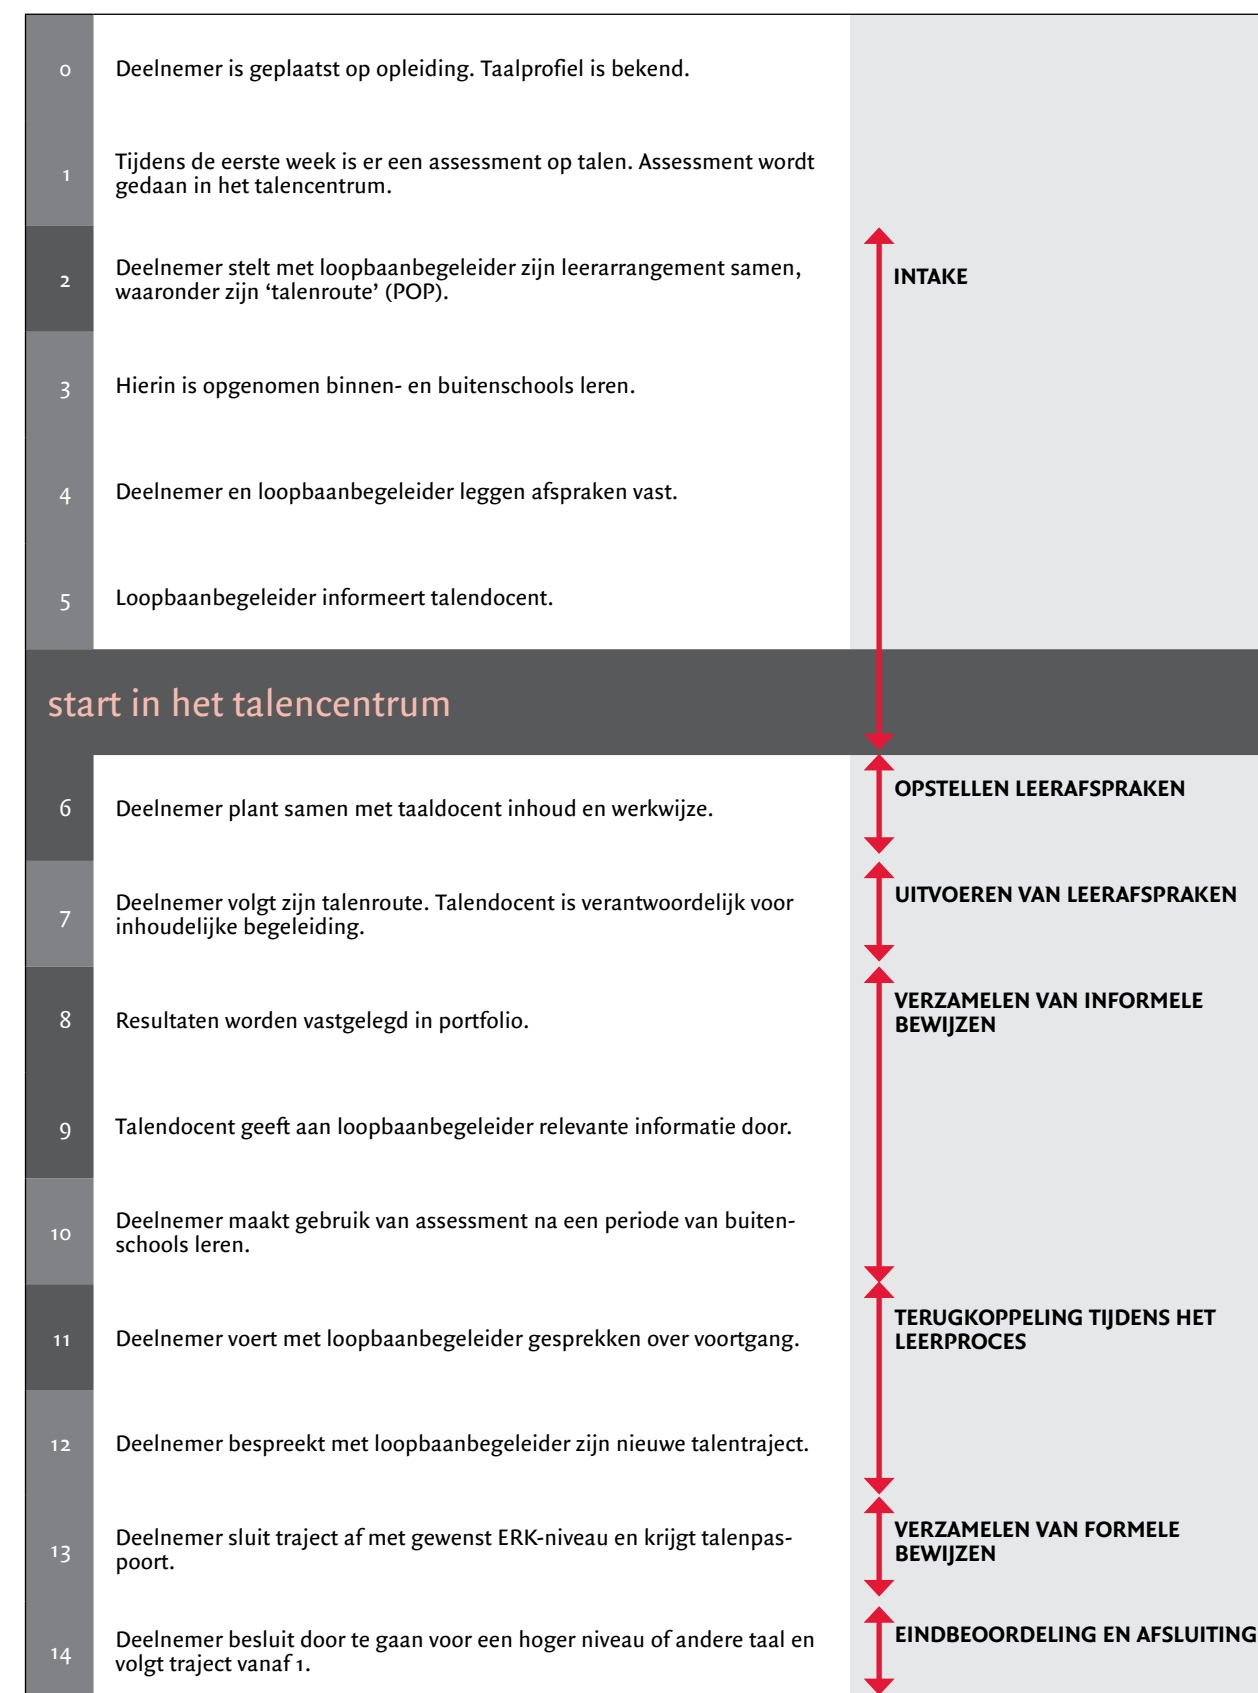 0
Deelnemer is geplaatst op opleiding. Taalprofiel is bekend.
1
Tijdens de eerste week is er een assessment op talen. Assessment wordt
gedaan in het talencentrum.
2
Deelnemer stelt met loopbaanbegeleider zijn leerarrangement samen,
waaronder zijn ‘talenroute’ (POP).
INTAKE
3
Hierin is opgenomen binnen- en buitenschools leren.
4
Deelnemer en loopbaanbegeleider leggen afspraken vast.
5
Loopbaanbegeleider informeert talendocent.
start in het talencentrum
6
Deelnemer plant samen met taaldocent inhoud en werkwijze.
OPSTELLEN LEERAFSPRAKEN
7
Deelnemer volgt zijn talenroute. Talendocent is verantwoordelijk voor
inhoudelijke begeleiding.
UITVOEREN VAN LEERAFSPRAKEN
8
Resultaten worden vastgelegd in portfolio.
VERZAMELEN VAN INFORMELE
BEWIJZEN
9
Talendocent geeft aan loopbaanbegeleider relevante informatie door.
10
Deelnemer maakt gebruik van assessment na een periode van buiten-
schools leren.
11
Deelnemer voert met loopbaanbegeleider gesprekken over voortgang.
TERUGKOPPELING TIJDENS HET
LEERPROCES
12
Deelnemer bespreekt met loopbaanbegeleider zijn nieuwe talentraject.
13
Deelnemer sluit traject af met gewenst ERK-niveau en krijgt talenpas-
poort.
VERZAMELEN VAN FORMELE
BEWIJZEN
14
Deelnemer besluit door te gaan voor een hoger niveau of andere taal en
volgt traject vanaf 1.
EINDBEOORDELING EN AFSLUITING